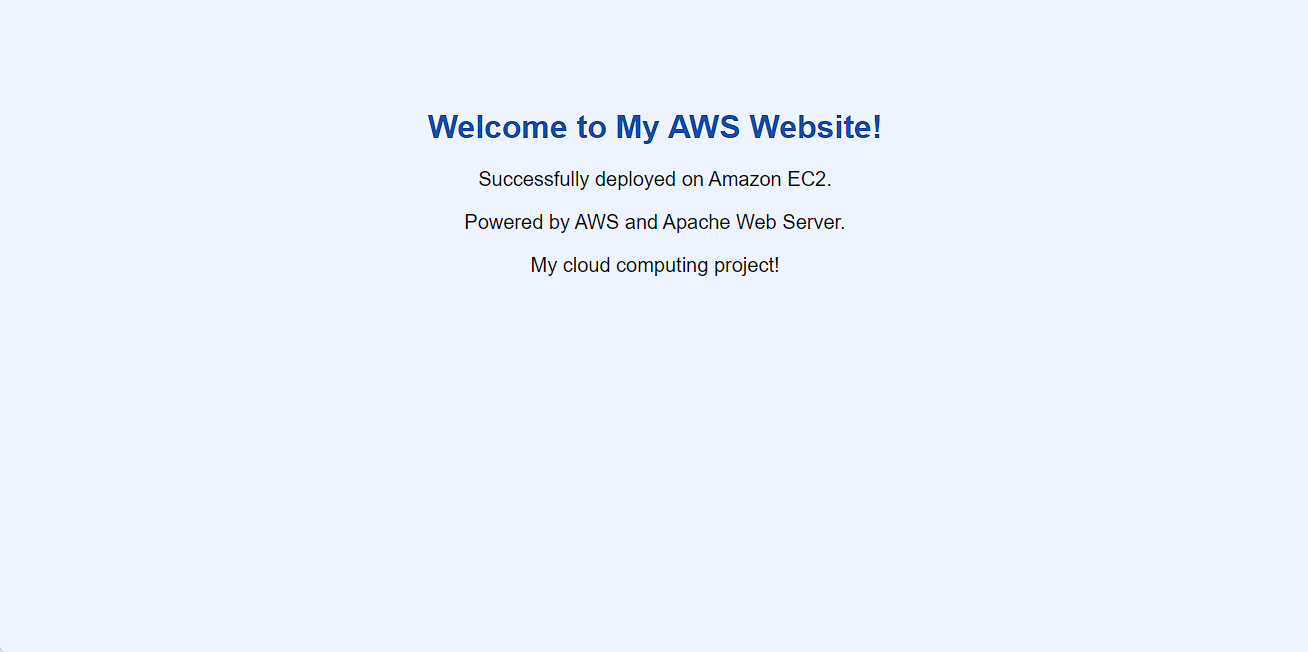 Welcome to My AWS Website!
Successfully deployed on Amazon EC2.
Powered by AWS and Apache Web Server.
My cloud computing project!